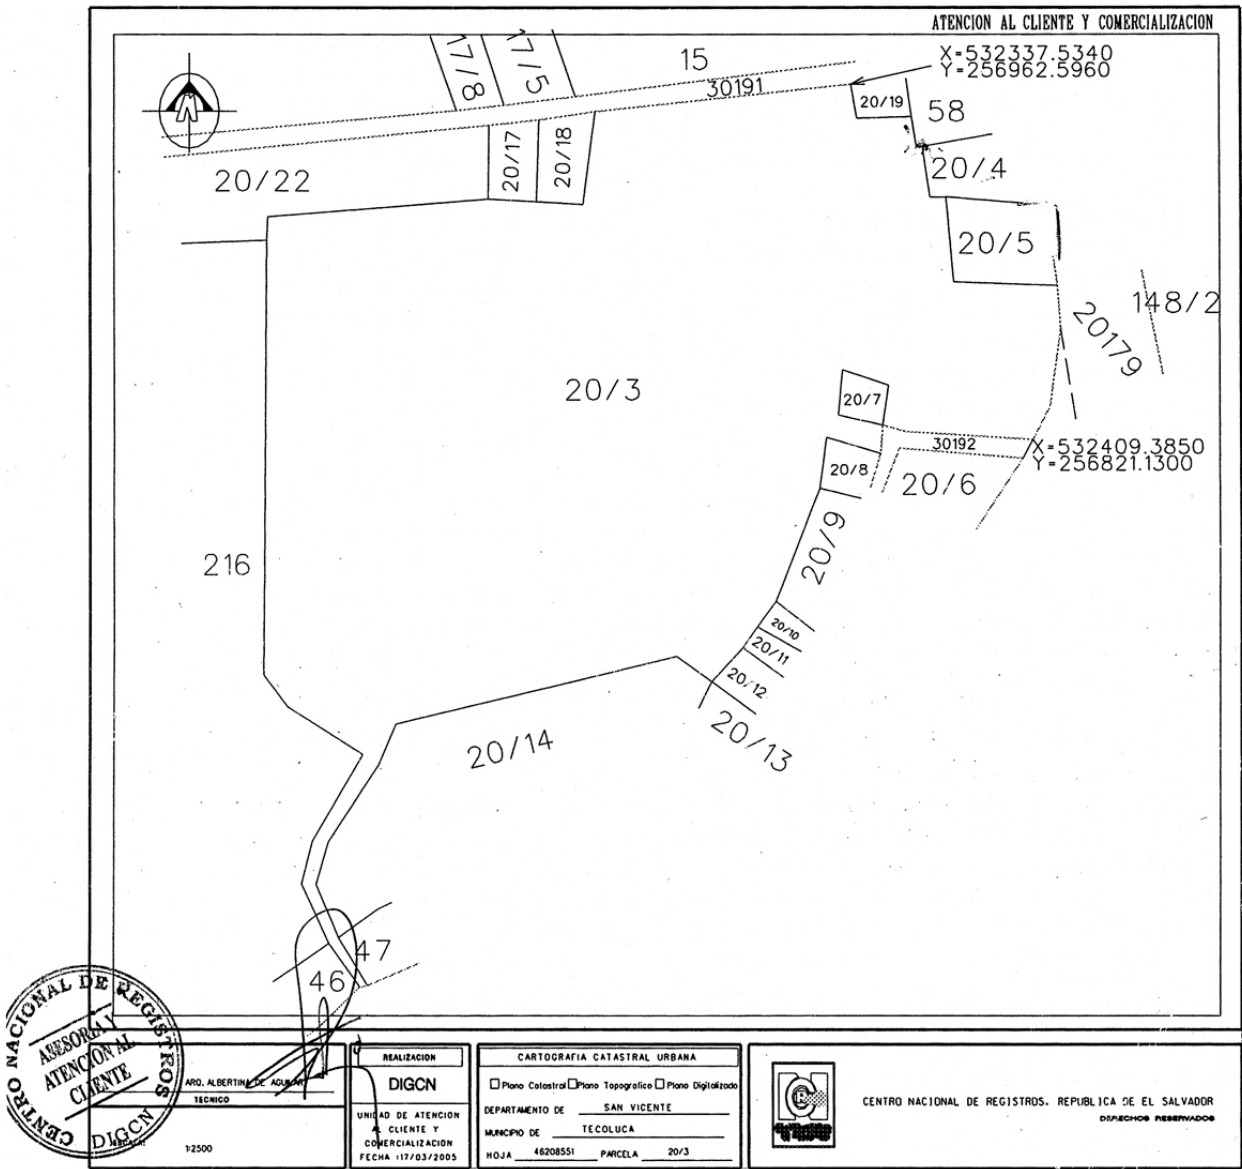 ATENCION AL CLIENTE Y COMERCIALIZACION
X=532337.5340
Y=256962.5960
17/8
17/5
15
30191
20/19
58
20/17
20/18
20/22
20/4
20/5
148/2
20179
20/3
20/7
30192
X=532409.3850
Y=256821.1300
20/8
20/6
20/9
216
20/10
20/11
20/12
20/13
20/14
47
46
CENTRO NACIONAL DE REGISTROS
ASESORIA Y
ATENCION AL
CLIENTE
DIGCN
ARQ. ALBERTINA DE AGUILAR
TECNICO
1:2500
REALIZACION
DIGCN
UNIDAD DE ATENCION
AL CLIENTE Y
COMERCIALIZACION
FECHA :17/03/2005
CARTOGRAFIA CATASTRAL URBANA
Plano Catastral Plano Topografico Plano Digitalizado
DEPARTAMENTO DE SAN VICENTE
MUNICIPIO DE TECOLUCA
HOJA 46208551 PARCELA 20/3
CENTRO NACIONAL DE REGISTROS. REPUBLICA DE EL SALVADOR
DERECHOS RESERVADOS